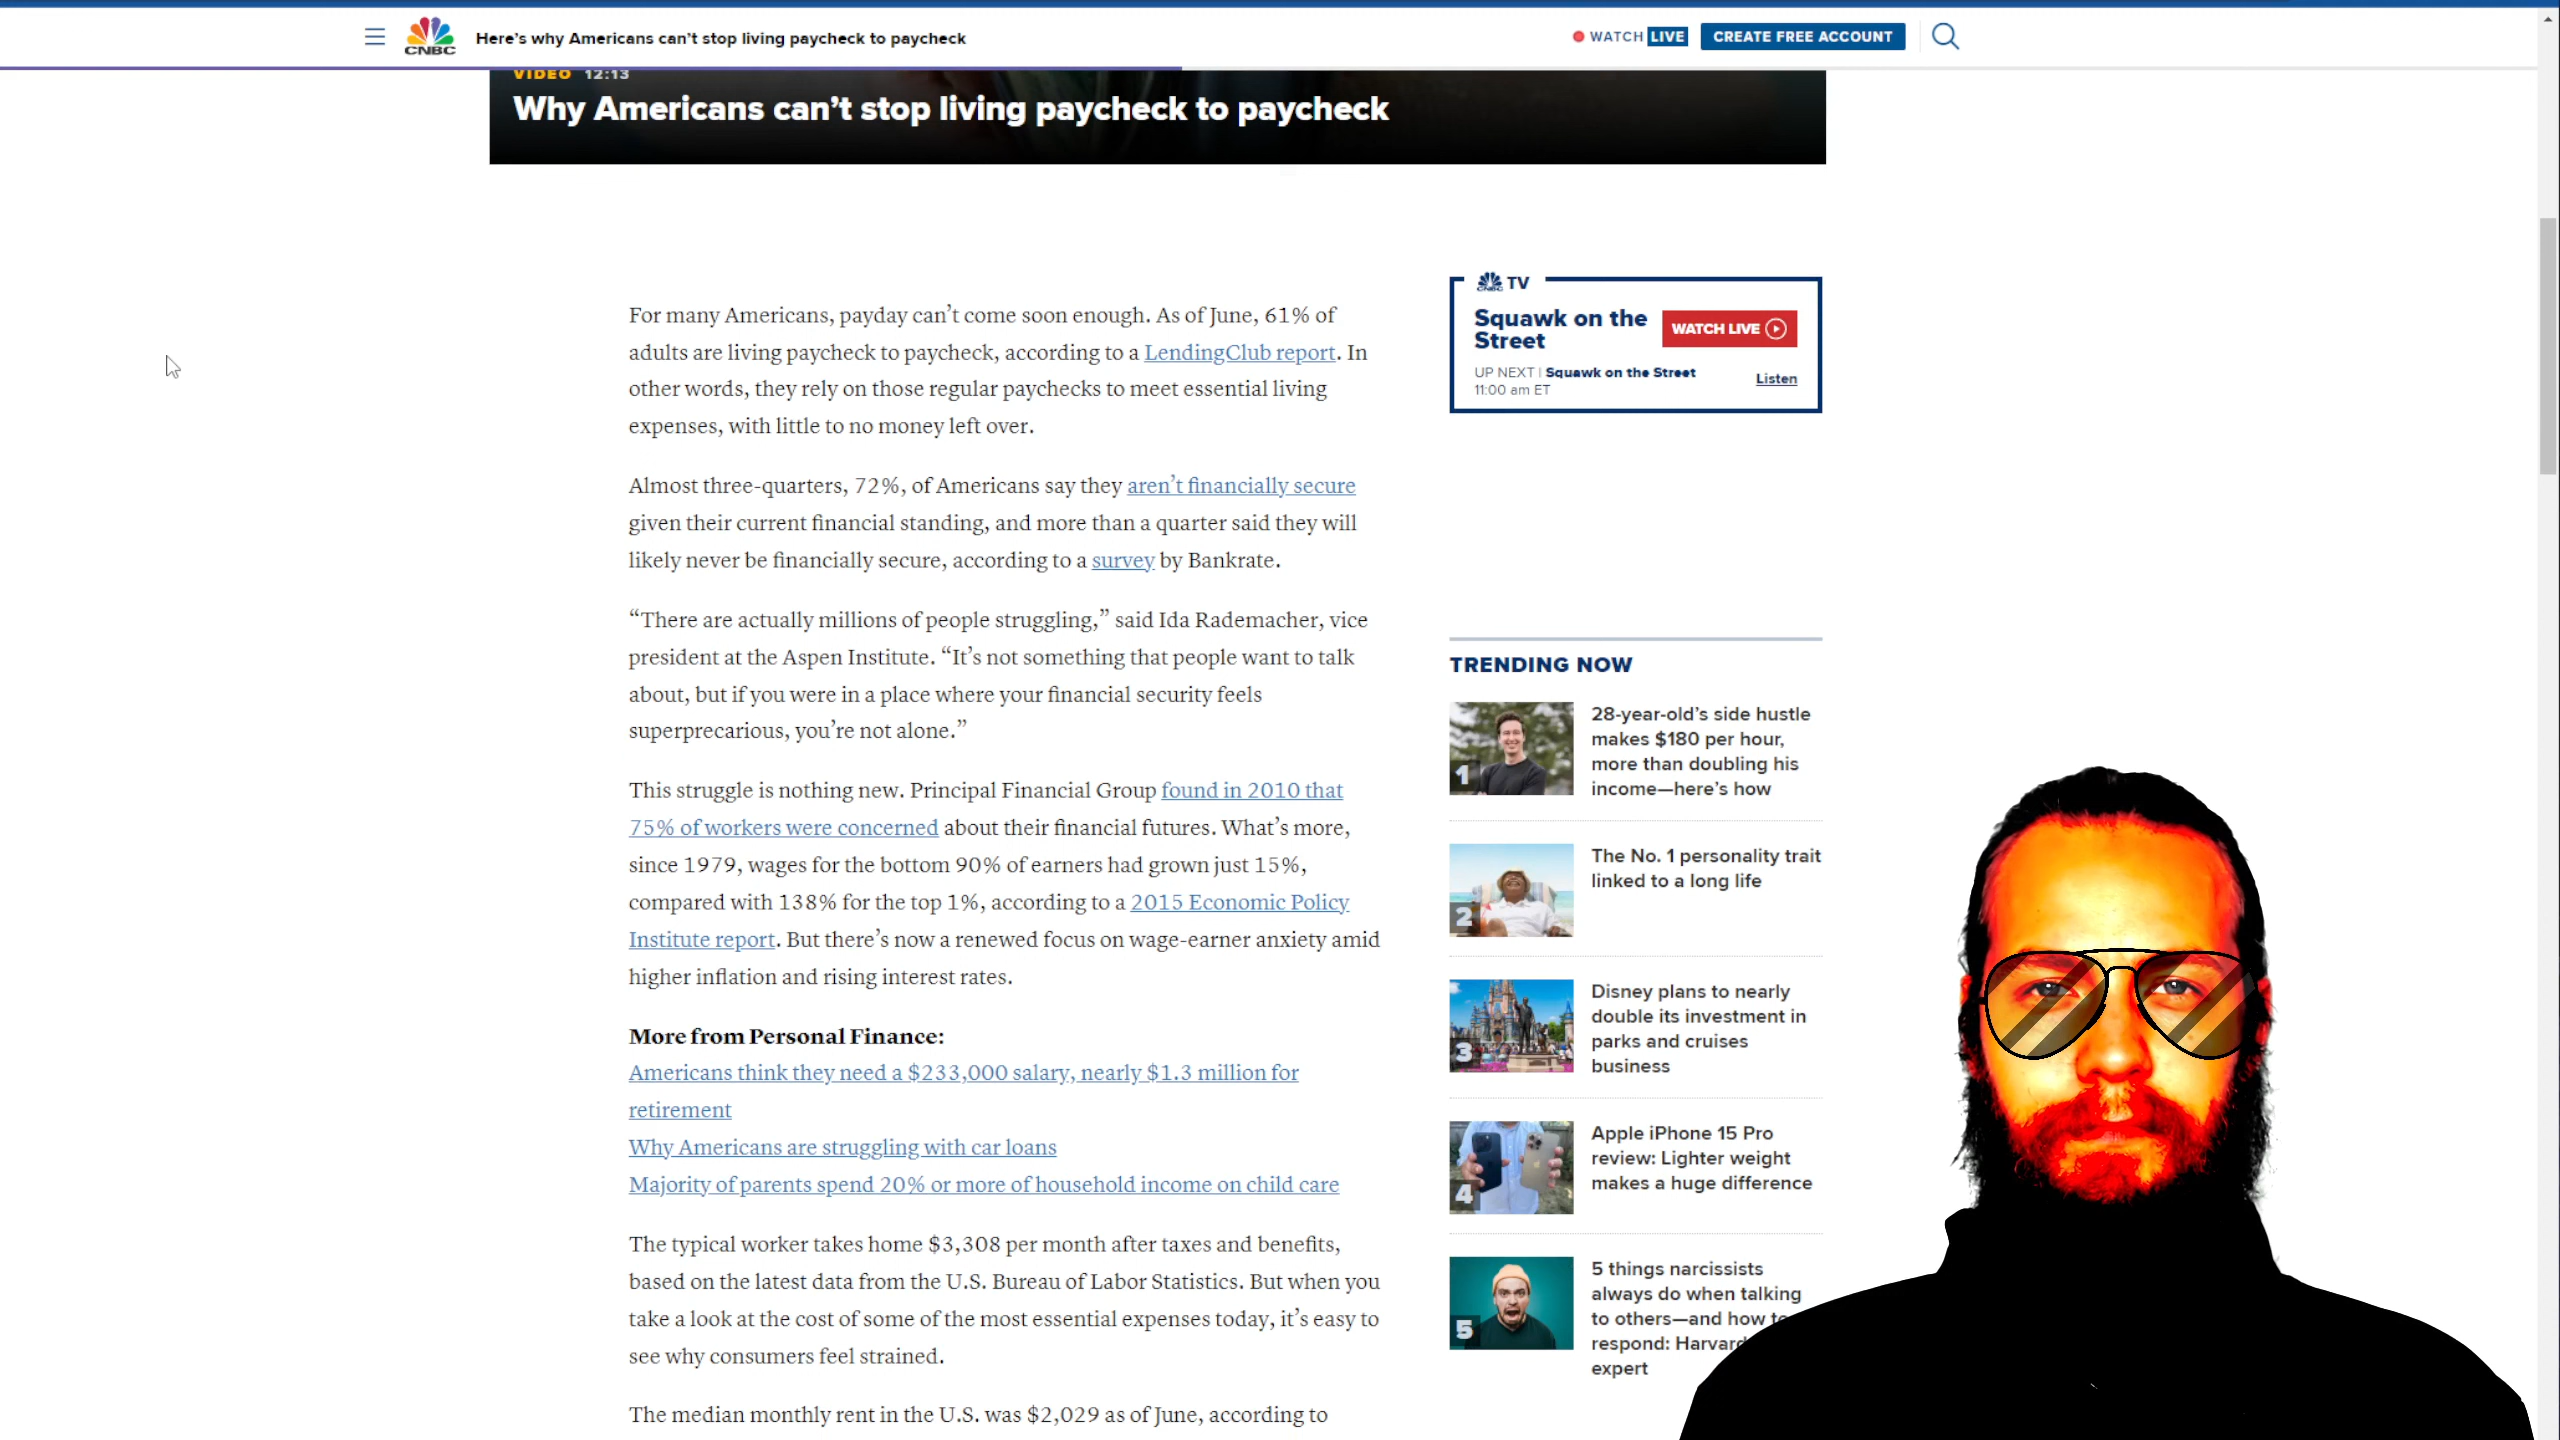 CNBC
Here’s why Americans can’t stop living paycheck to paycheck
WATCH LIVE
CREATE FREE ACCOUNT
VIDEO 12:13
Why Americans can’t stop living paycheck to paycheck
For many Americans, payday can’t come soon enough. As of June, 61% of
adults are living paycheck to paycheck, according to a LendingClub report. In
other words, they rely on those regular paychecks to meet essential living
expenses, with little to no money left over.
Almost three-quarters, 72%, of Americans say they aren’t financially secure
given their current financial standing, and more than a quarter said they will
likely never be financially secure, according to a survey by Bankrate.
“There are actually millions of people struggling,” said Ida Rademacher, vice
president at the Aspen Institute. “It’s not something that people want to talk
about, but if you were in a place where your financial security feels
superprecarious, you’re not alone.”
This struggle is nothing new. Principal Financial Group found in 2010 that
75% of workers were concerned about their financial futures. What’s more,
since 1979, wages for the bottom 90% of earners had grown just 15%,
compared with 138% for the top 1%, according to a 2015 Economic Policy
Institute report. But there’s now a renewed focus on wage-earner anxiety amid
higher inflation and rising interest rates.
More from Personal Finance:
Americans think they need a $233,000 salary, nearly $1.3 million for
retirement
Why Americans are struggling with car loans
Majority of parents spend 20% or more of household income on child care
The typical worker takes home $3,308 per month after taxes and benefits,
based on the latest data from the U.S. Bureau of Labor Statistics. But when you
take a look at the cost of some of the most essential expenses today, it’s easy to
see why consumers feel strained.
The median monthly rent in the U.S. was $2,029 as of June, according to
CNBC TV
Squawk on the
Street
WATCH LIVE
UP NEXT | Squawk on the Street
11:00 am ET
Listen
TRENDING NOW
1
28-year-old’s side hustle
makes $180 per hour,
more than doubling his
income—here’s how
2
The No. 1 personality trait
linked to a long life
3
Disney plans to nearly
double its investment in
parks and cruises
business
4
Apple iPhone 15 Pro
review: Lighter weight
makes a huge difference
5
5 things narcissists
always do when talking
to others—and how to
respond: Harvard
expert